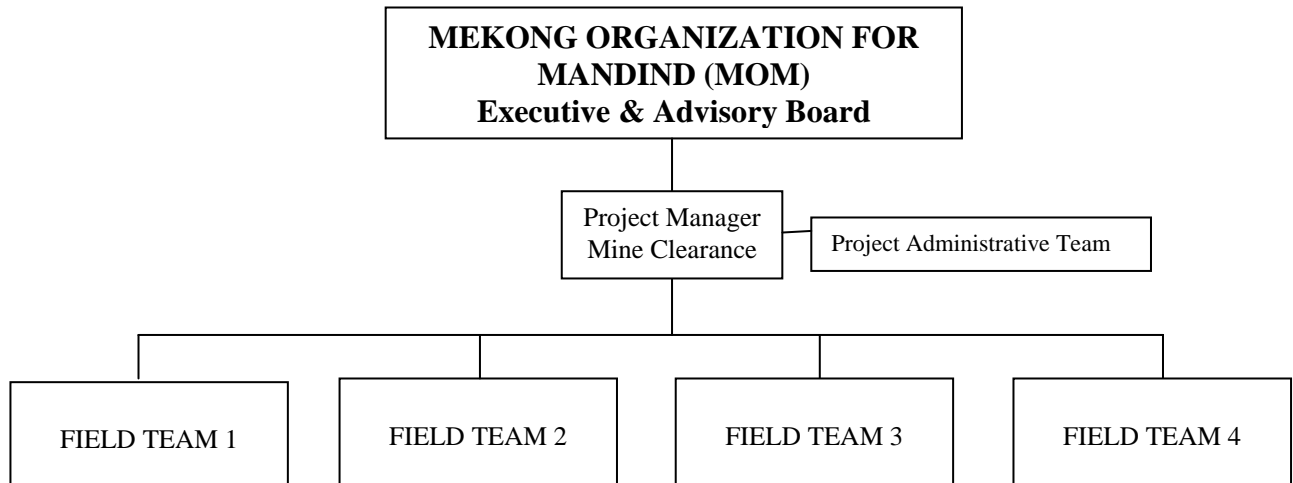 MEKONG ORGANIZATION FOR
MANDIND (MOM)
Executive & Advisory Board
Project Manager
Mine Clearance
Project Administrative Team
FIELD TEAM 1
FIELD TEAM 2
FIELD TEAM 3
FIELD TEAM 4